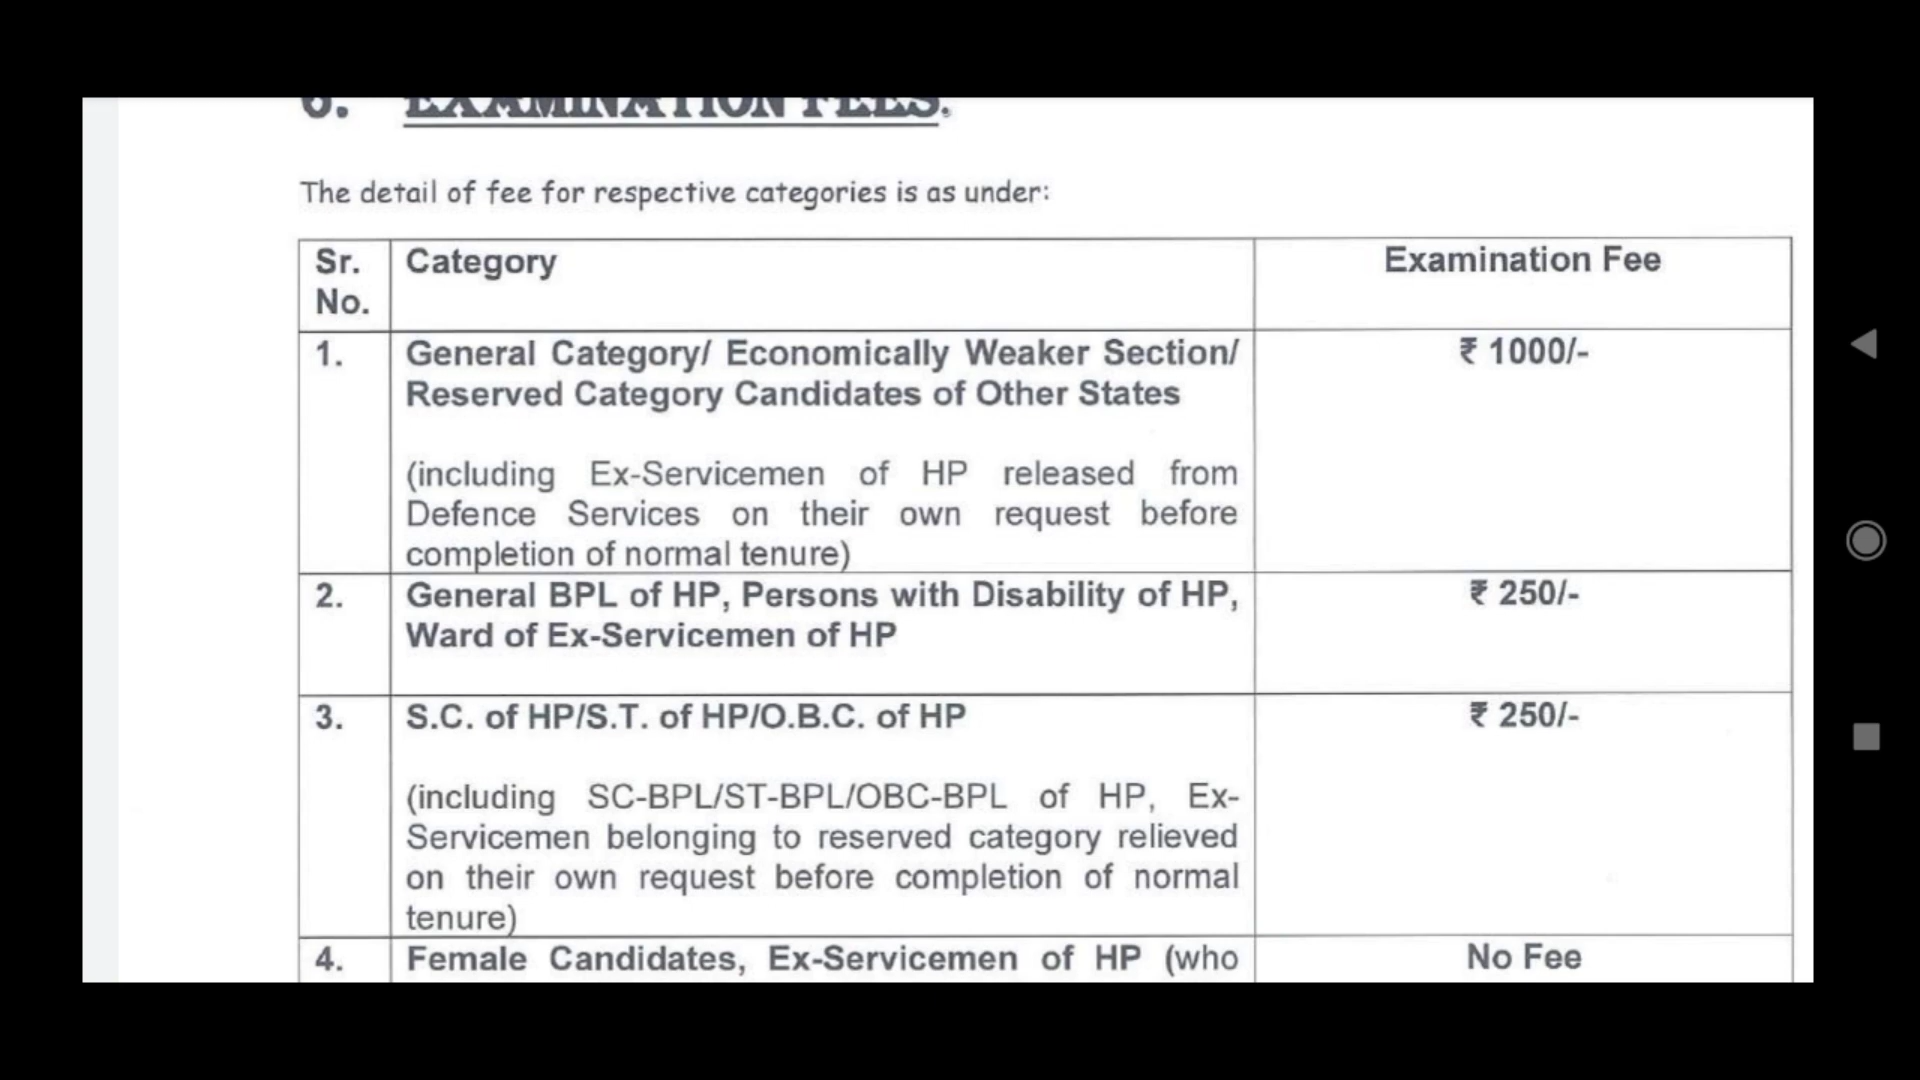 6. EXAMINATION FEES.
The detail of fee for respective categories is as under:
Sr. No. Category Examination Fee
1. General Category/ Economically Weaker Section/ ₹ 1000/-
Reserved Category Candidates of Other States
(including Ex-Servicemen of HP released from
Defence Services on their own request before
completion of normal tenure)
2. General BPL of HP, Persons with Disability of HP, ₹ 250/-
Ward of Ex-Servicemen of HP
3. S.C. of HP/S.T. of HP/O.B.C. of HP ₹ 250/-
(including SC-BPL/ST-BPL/OBC-BPL of HP, Ex-
Servicemen belonging to reserved category relieved
on their own request before completion of normal
tenure)
4. Female Candidates, Ex-Servicemen of HP (who No Fee